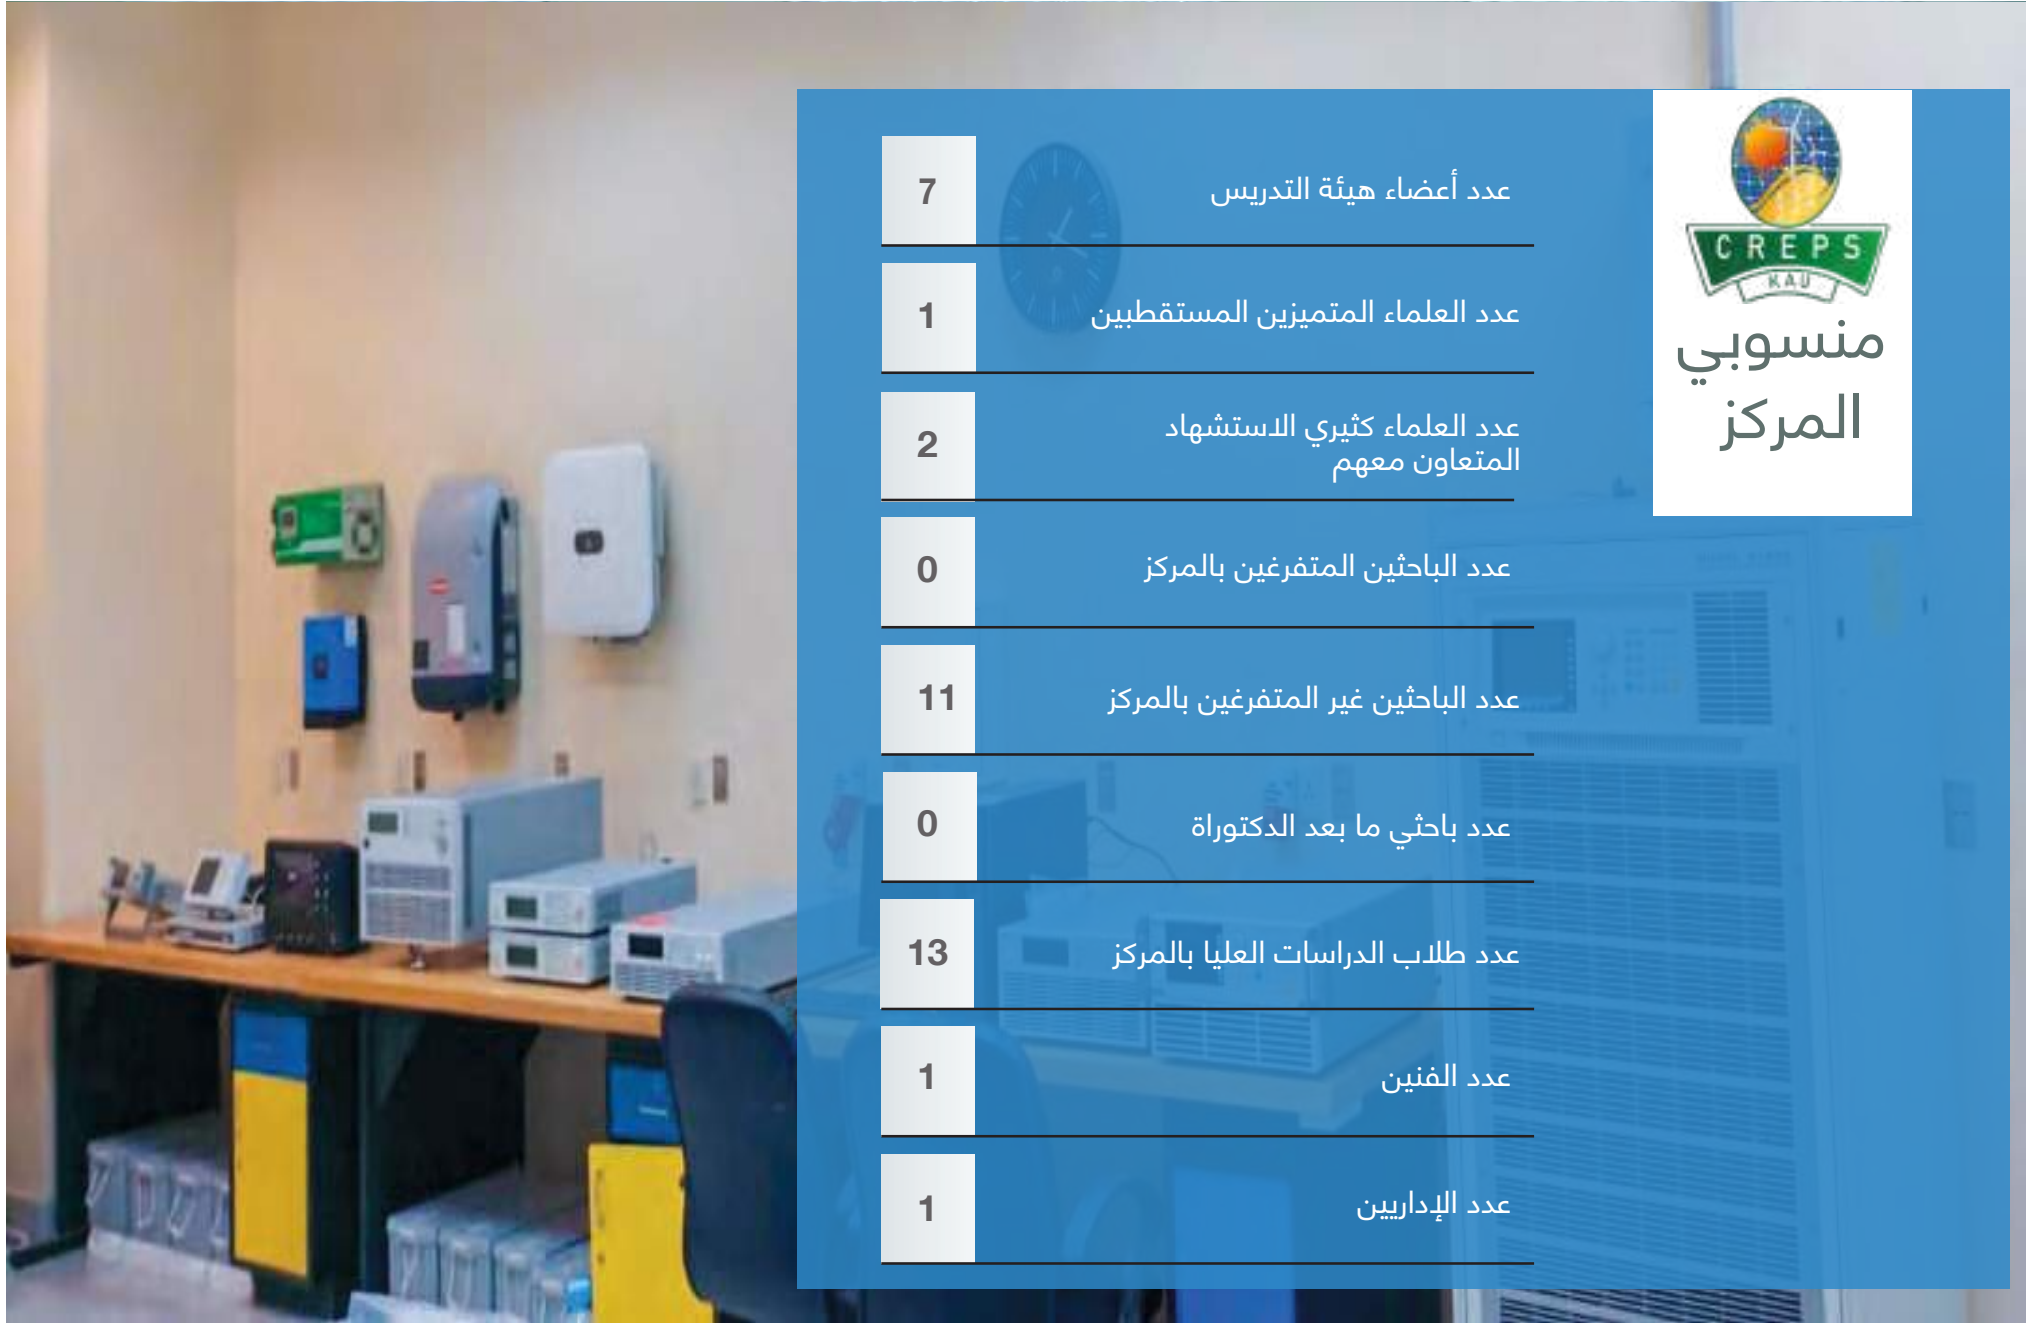 CREPS
KAU
منسوبي
المركز
عدد أعضاء هيئة التدريس
7
عدد العلماء المتميزين المستقطبين
1
عدد العلماء كثيري الاستشهاد
المتعاون معهم
2
عدد الباحثين المتفرغين بالمركز
0
عدد الباحثين غير المتفرغين بالمركز
11
عدد باحثي ما بعد الدكتوراة
0
عدد طلاب الدراسات العليا بالمركز
13
عدد الفنين
1
عدد الإداريين
1